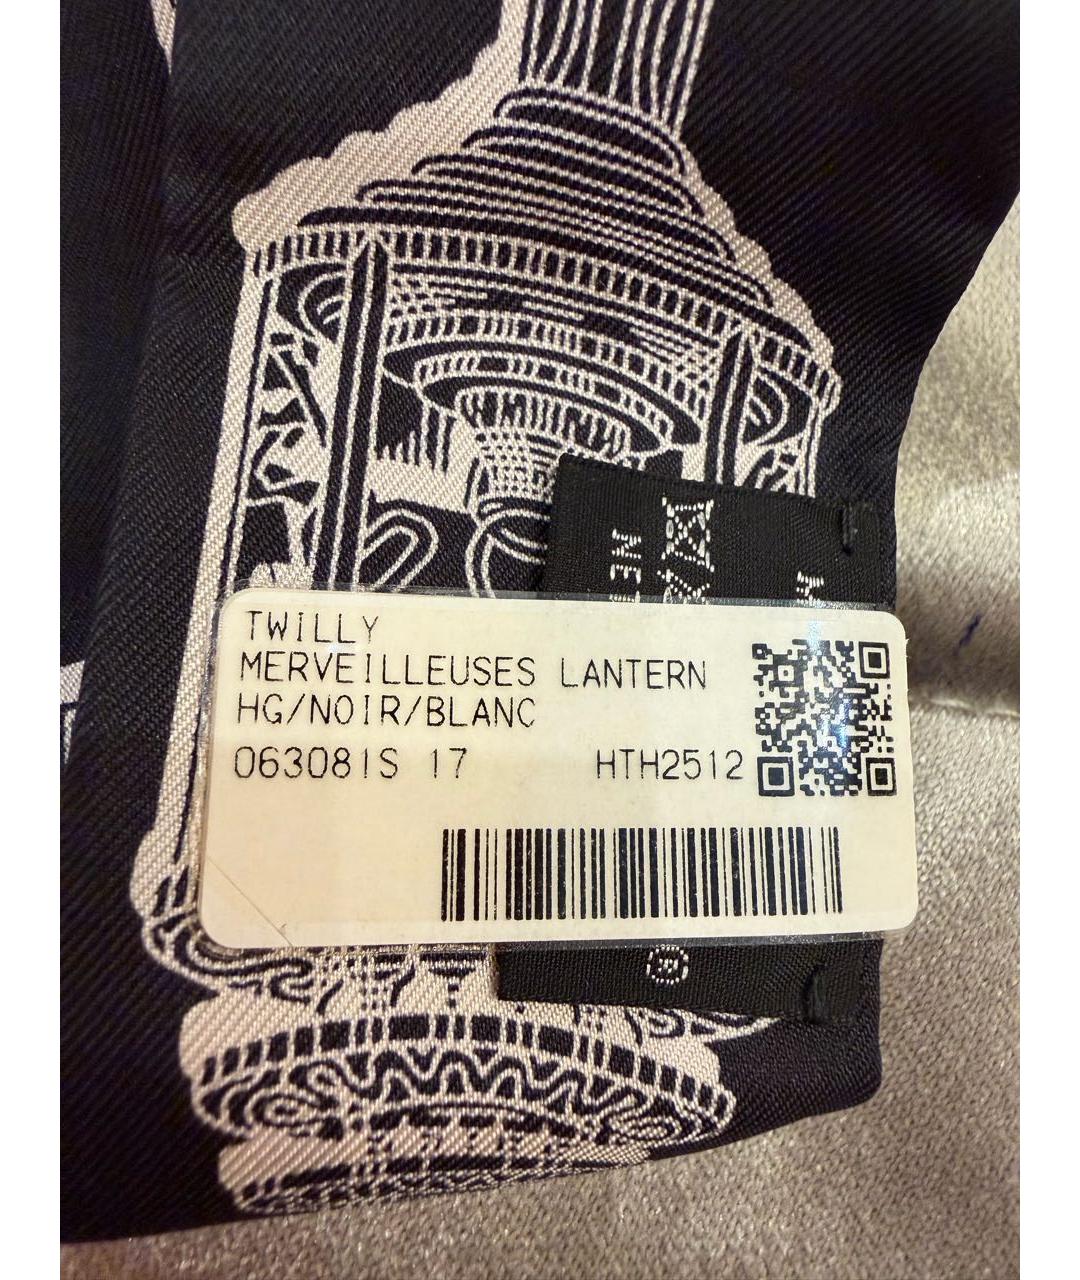 TWILLY
MERVEILLEUSES LANTERN
HG/NOIR/BLANC
063081S 17 HTH2512